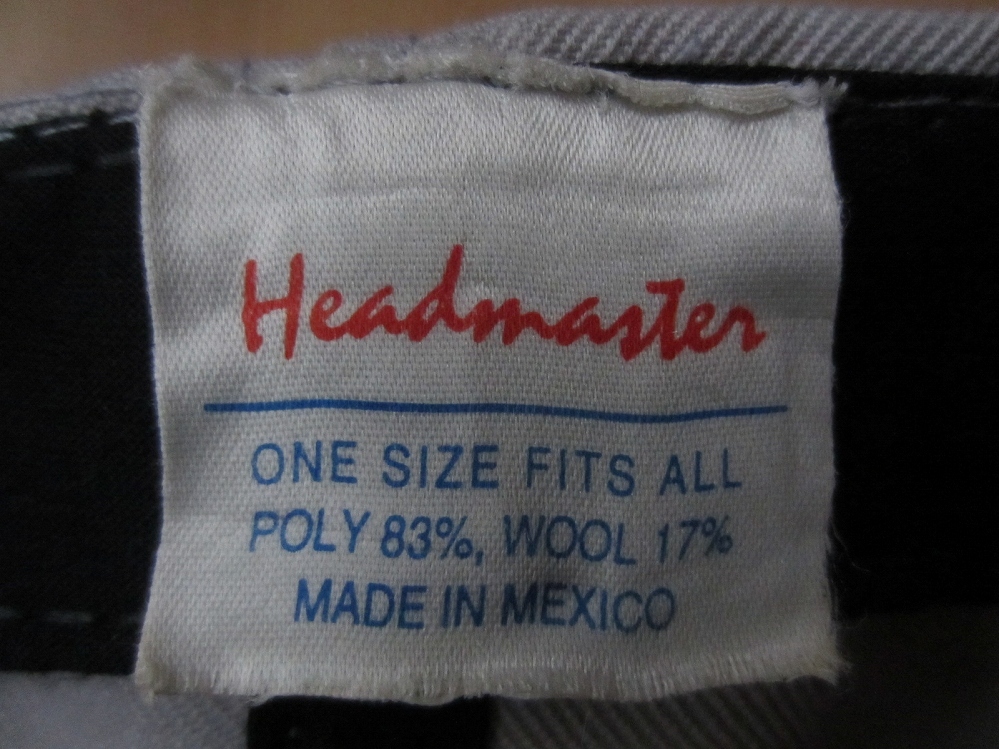 Headmaster
ONE SIZE FITS ALL
POLY 83%, WOOL 17%
MADE IN MEXICO